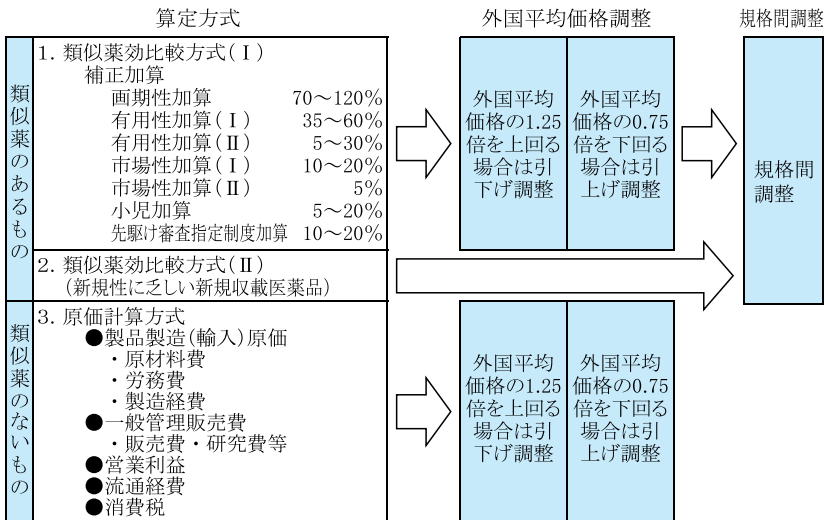 算定方式
外国平均価格調整
規格間調整
類似薬のあるもの
1. 類似薬効比較方式(Ⅰ)
補正加算
画期性加算 70～120%
有用性加算(Ⅰ) 35～60%
有用性加算(Ⅱ) 5～30%
市場性加算(Ⅰ) 10～20%
市場性加算(Ⅱ) 5%
小児加算 5～20%
先駆け審査指定制度加算 10～20%
2. 類似薬効比較方式(Ⅱ)
(新規性に乏しい新規収載医薬品)
外国平均
価格の1.25
倍を上回る
場合は引
下げ調整
外国平均
価格の0.75
倍を下回る
場合は引
上げ調整
規格間
調整
類似薬のないもの
3. 原価計算方式
●製品製造(輸入)原価
・原材料費
・労務費
・製造経費
●一般管理販売費
・販売費・研究費等
●営業利益
●流通経費
●消費税
外国平均
価格の1.25
倍を上回る
場合は引
下げ調整
外国平均
価格の0.75
倍を下回る
場合は引
上げ調整